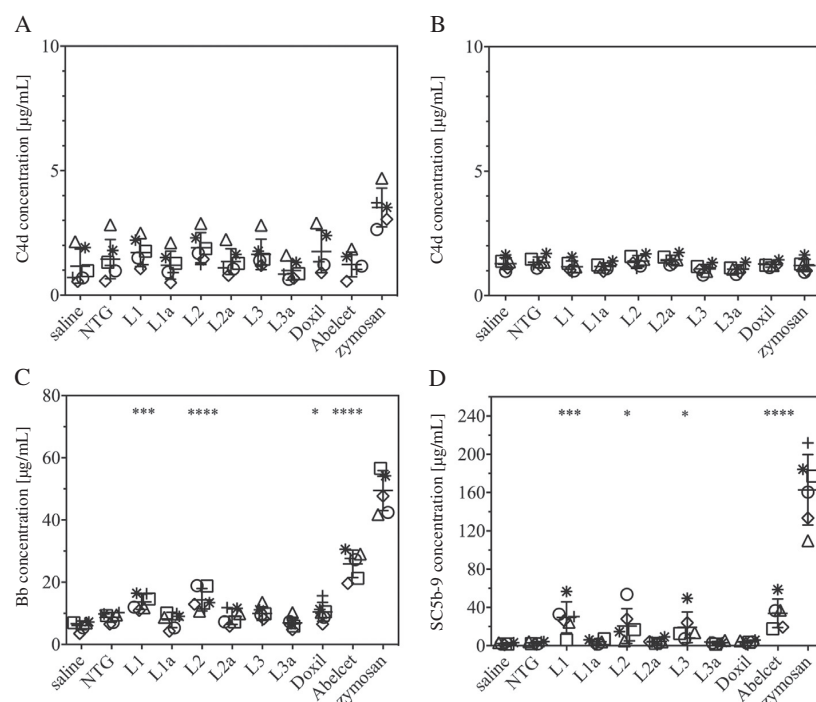 A
C4d concentration [µg/mL]
10
5
0
saline NTG L1 L1a L2 L2a L3 L3a Doxil Abelcet zymosan
B
C4d concentration [µg/mL]
10
5
0
saline NTG L1 L1a L2 L2a L3 L3a Doxil zymosan
C
Bb concentration [µg/mL]
80
60
40
20
0
*** **** * ****
saline NTG L1 L1a L2 L2a L3 L3a Doxil Abelcet zymosan
D
SC5b-9 concentration [µg/mL]
240
200
160
120
80
40
0
*** * * ****
saline NTG L1 L1a L2 L2a L3 L3a Doxil Abelcet zymosan